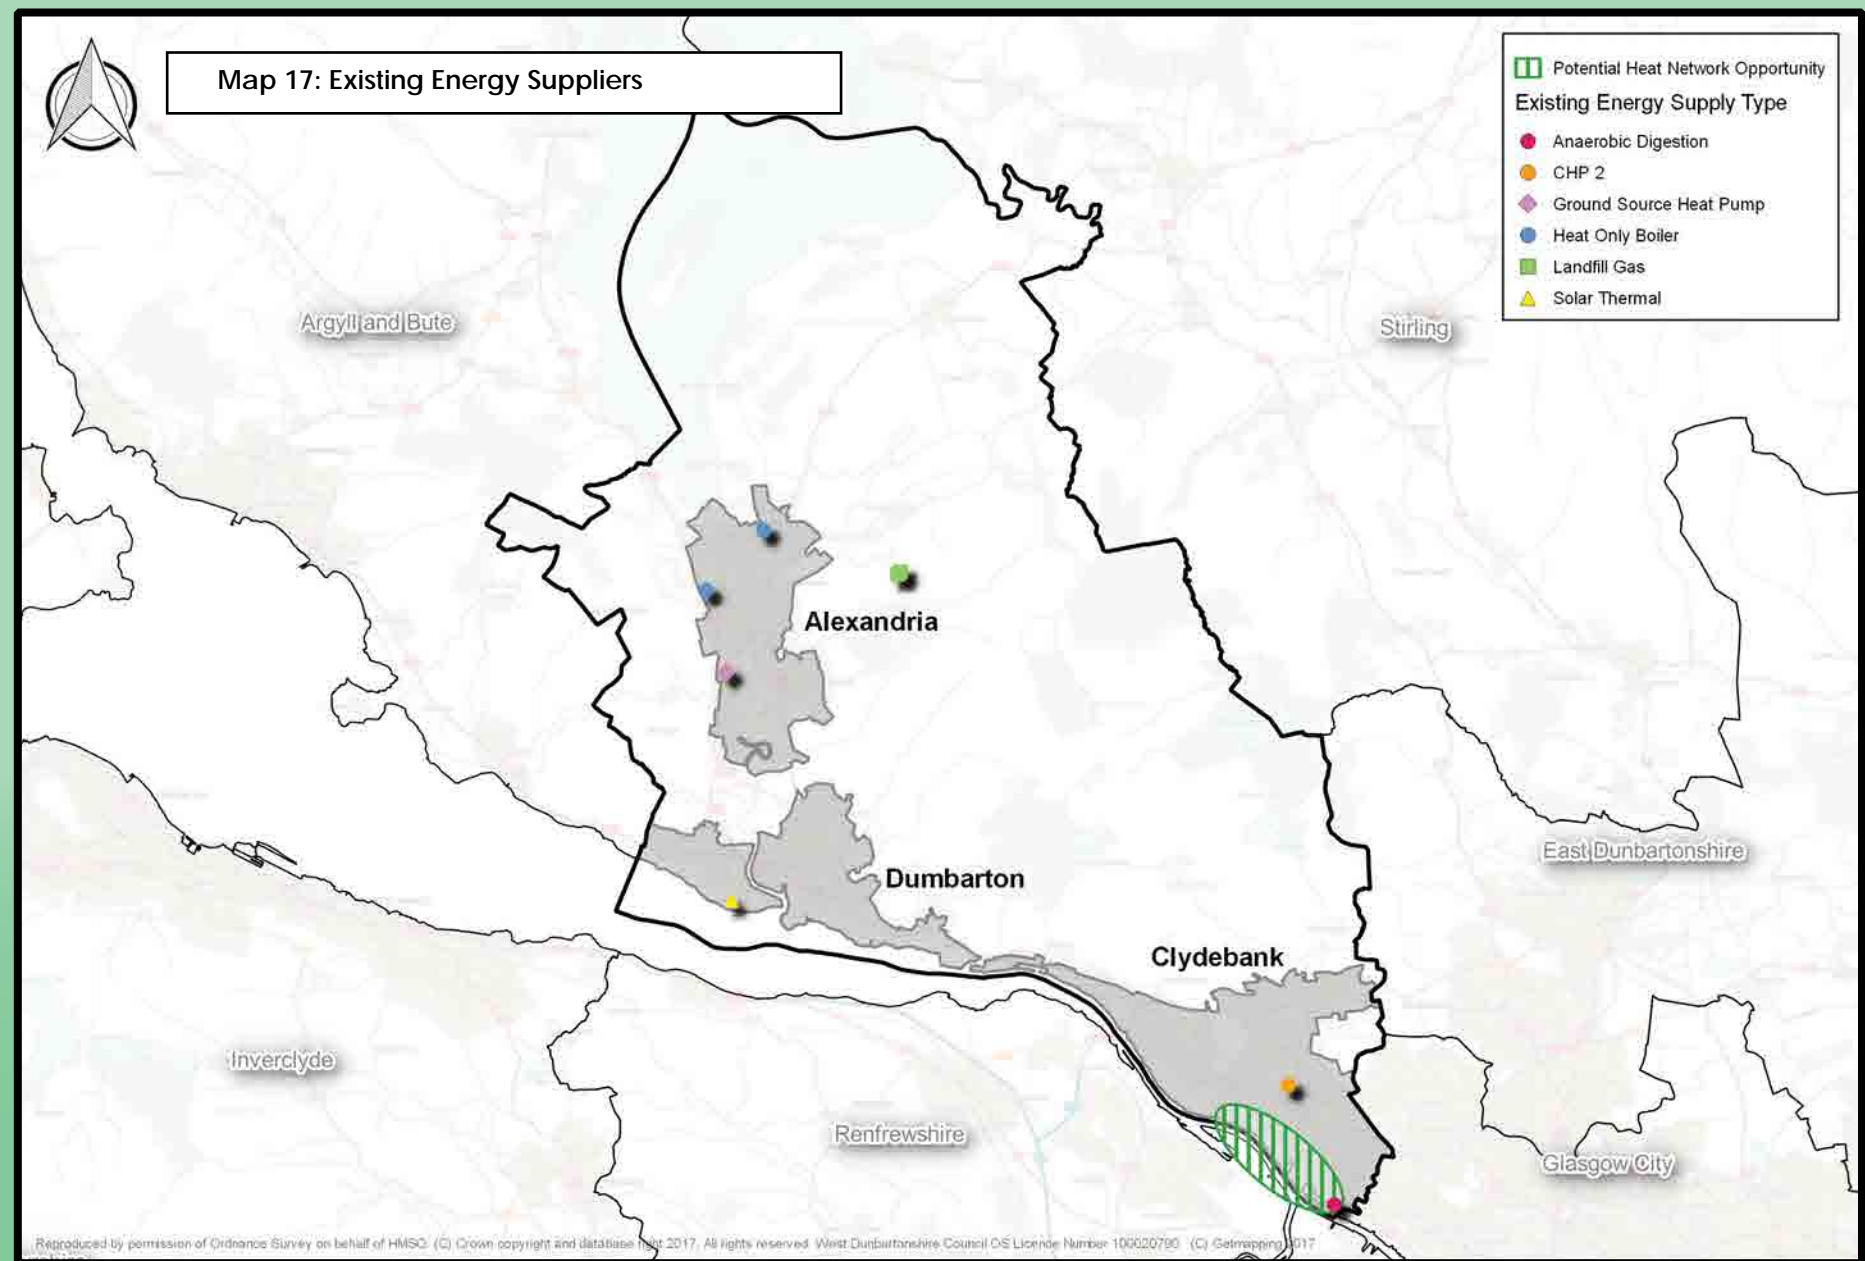 Map 17: Existing Energy Suppliers
Potential Heat Network Opportunity
Existing Energy Supply Type
Anaerobic Digestion
CHP 2
Ground Source Heat Pump
Heat Only Boiler
Landfill Gas
Solar Thermal
Argyll and Bute
Stirling
Alexandria
East Dunbartonshire
Dumbarton
Clydebank
Inverclyde
Renfrewshire
Glasgow City
Reproduced by permission of Ordnance Survey on behalf of HMSO. (C) Crown copyright and database right 2017. All rights reserved. West Dunbartonshire Council OS Licence Number 100020790 (C) Getmapping 2017